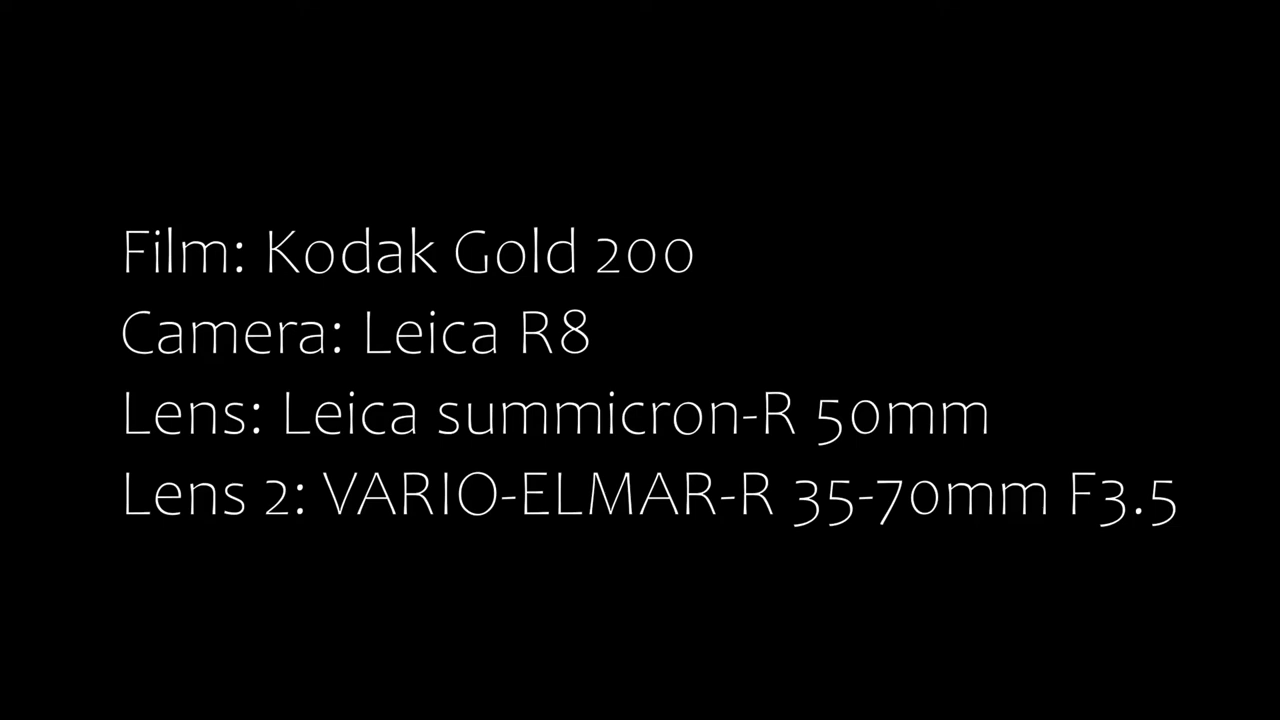 Film: Kodak Gold 200
Camera: Leica R8
Lens: Leica summicron-R 50mm
Lens 2: VARIO-ELMAR-R 35-70mm F3.5